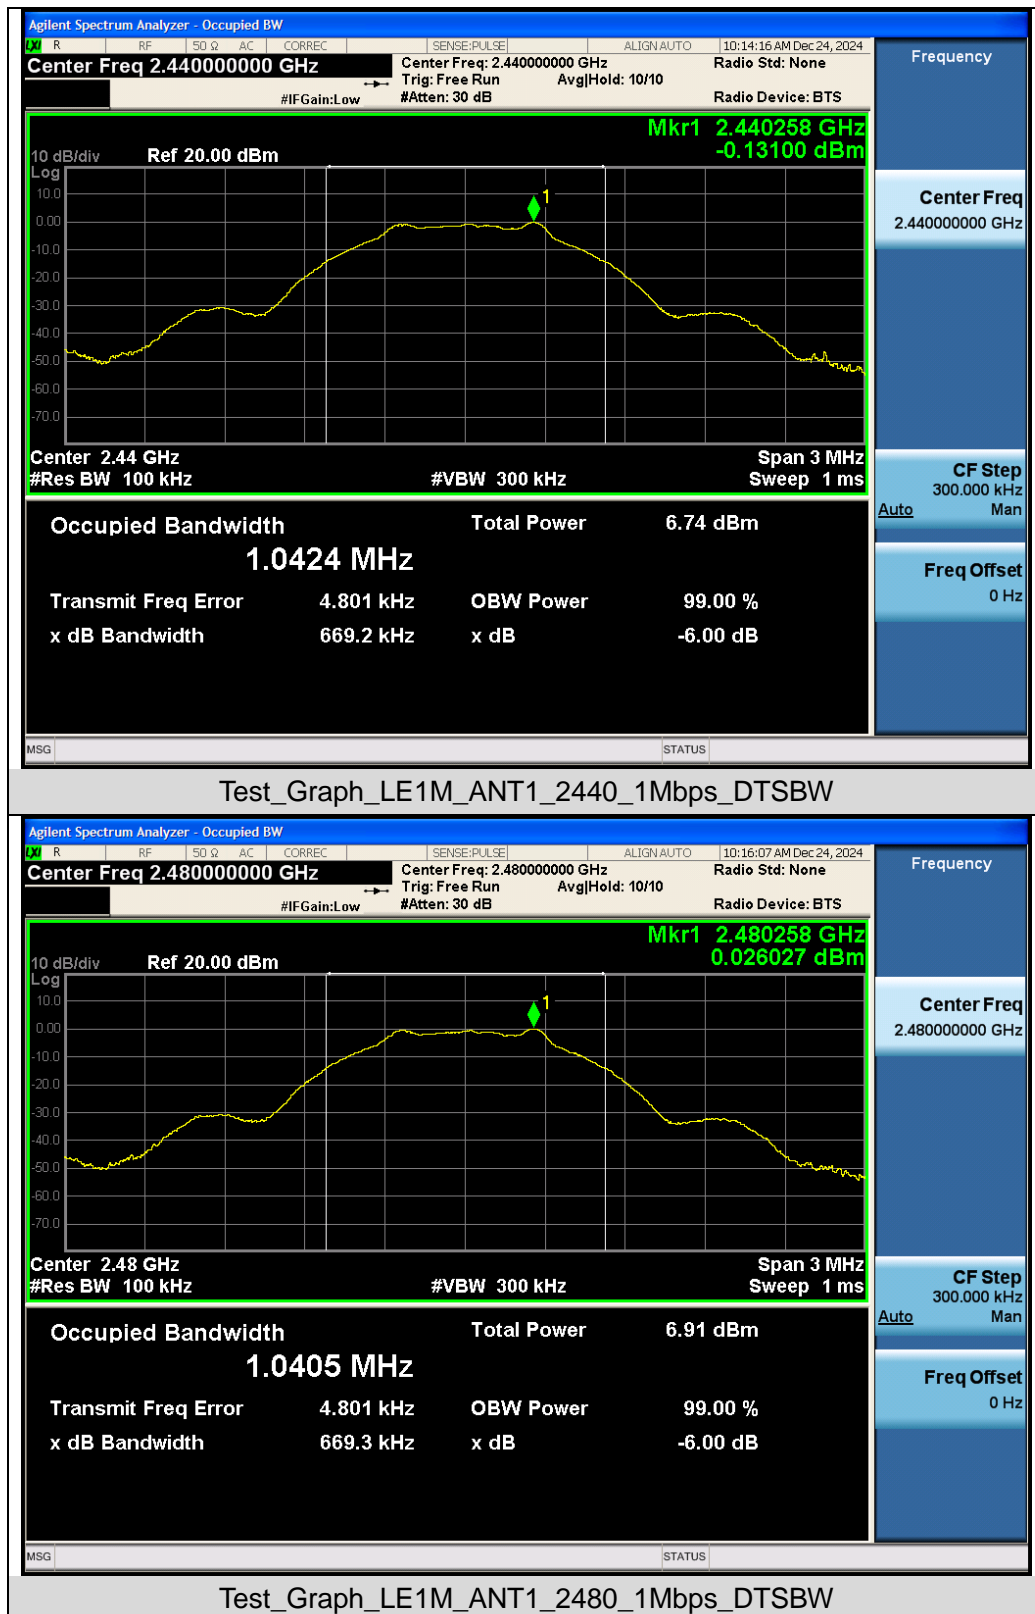 Agilent Spectrum Analyzer - Occupied BW
LXI R RF 50 Ω AC CORREC SENSE:PULSE ALIGN AUTO 10:14:16 AM Dec 24, 2024
Center Freq 2.440000000 GHz
Center Freq: 2.440000000 GHz
Radio Std: None
Trig: Free Run Avg|Hold: 10/10
#IFGain:Low
#Atten: 30 dB
Radio Device: BTS
Frequency
Mkr1 2.440258 GHz
-0.13100 dBm
10 dB/div Ref 20.00 dBm
Log
10.0
0.00
-10.0
-20.0
-30.0
-40.0
-50.0
-60.0
-70.0
1
Center Freq
2.440000000 GHz
Center 2.44 GHz
Span 3 MHz
#Res BW 100 kHz
#VBW 300 kHz
Sweep 1 ms
CF Step
300.000 kHz
Auto Man
Freq Offset
0 Hz
Occupied Bandwidth
1.0424 MHz
Total Power 6.74 dBm
Transmit Freq Error 4.801 kHz
OBW Power 99.00 %
x dB Bandwidth 669.2 kHz
x dB -6.00 dB
MSG
STATUS
Test_Graph_LE1M_ANT1_2440_1Mbps_DTSBW
Agilent Spectrum Analyzer - Occupied BW
LXI R RF 50 Ω AC CORREC SENSE:PULSE ALIGN AUTO 10:16:07 AM Dec 24, 2024
Center Freq 2.480000000 GHz
Center Freq: 2.480000000 GHz
Radio Std: None
Trig: Free Run Avg|Hold: 10/10
#IFGain:Low
#Atten: 30 dB
Radio Device: BTS
Frequency
Mkr1 2.480258 GHz
0.026027 dBm
10 dB/div Ref 20.00 dBm
Log
10.0
0.00
-10.0
-20.0
-30.0
-40.0
-50.0
-60.0
-70.0
1
Center Freq
2.480000000 GHz
Center 2.48 GHz
Span 3 MHz
#Res BW 100 kHz
#VBW 300 kHz
Sweep 1 ms
CF Step
300.000 kHz
Auto Man
Freq Offset
0 Hz
Occupied Bandwidth
1.0405 MHz
Total Power 6.91 dBm
Transmit Freq Error 4.801 kHz
OBW Power 99.00 %
x dB Bandwidth 669.3 kHz
x dB -6.00 dB
MSG
STATUS
Test_Graph_LE1M_ANT1_2480_1Mbps_DTSBW